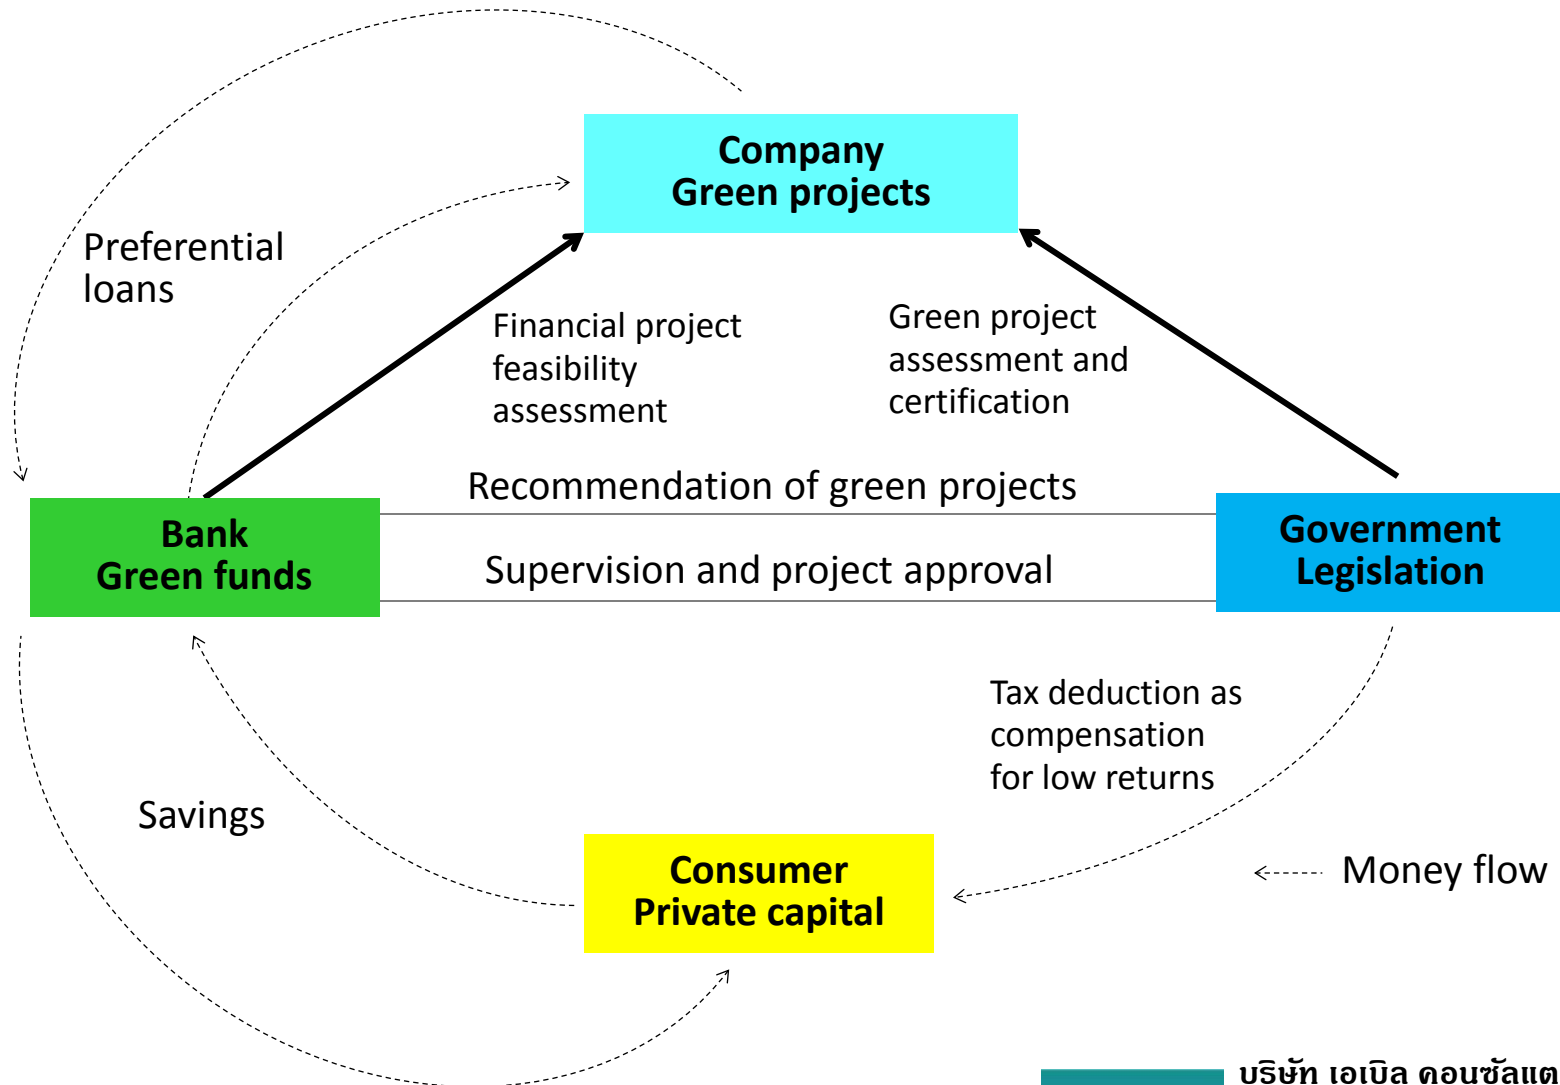 Company
Green projects
Preferential
loans
Financial project
feasibility
assessment
Green project
assessment and
certification
Recommendation of green projects
Bank
Green funds
Government
Legislation
Supervision and project approval
Tax deduction as
compensation
for low returns
Savings
Consumer
Private capital
Money flow
บริษัท เอเบิล คอนซัลแต